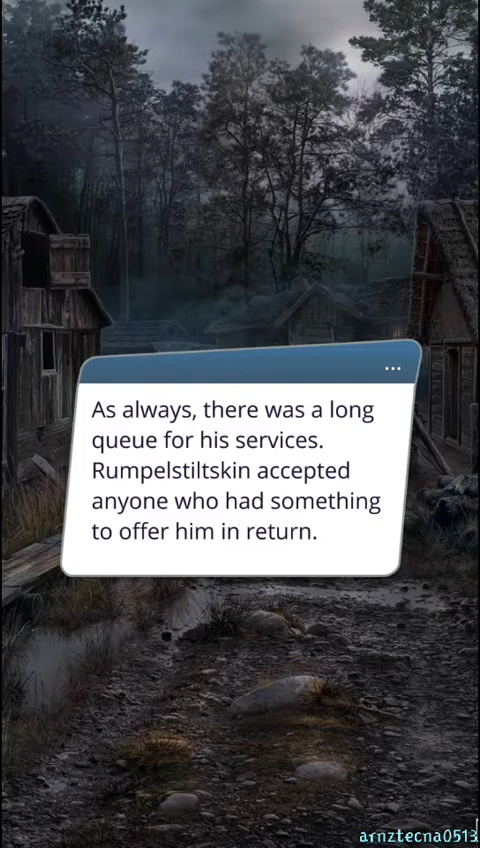 ...
As always, there was a long
queue for his services.
Rumpelstiltskin accepted
anyone who had something
to offer him in return.
arnztecna0513